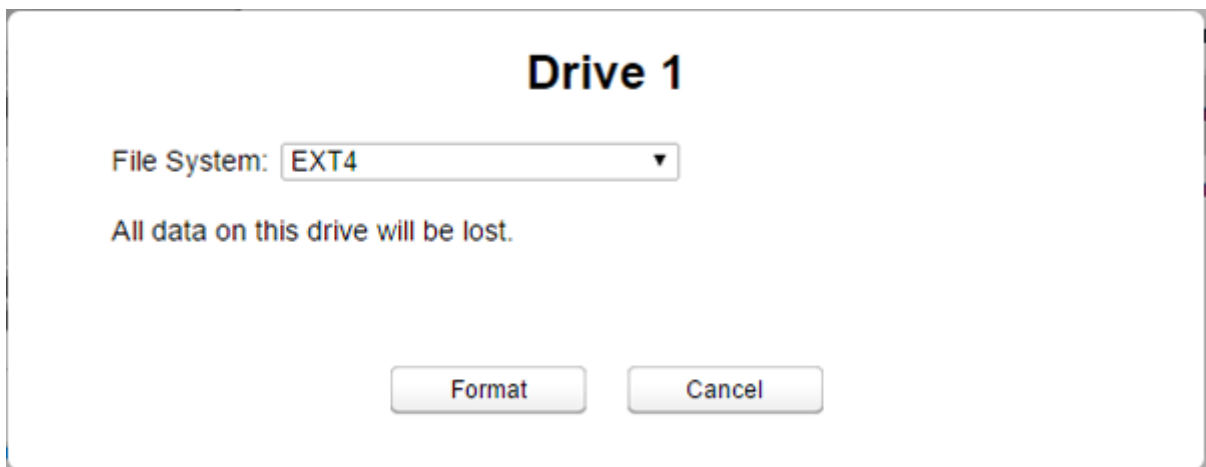 Drive 1
File System: EXT4
All data on this drive will be lost.
Format Cancel